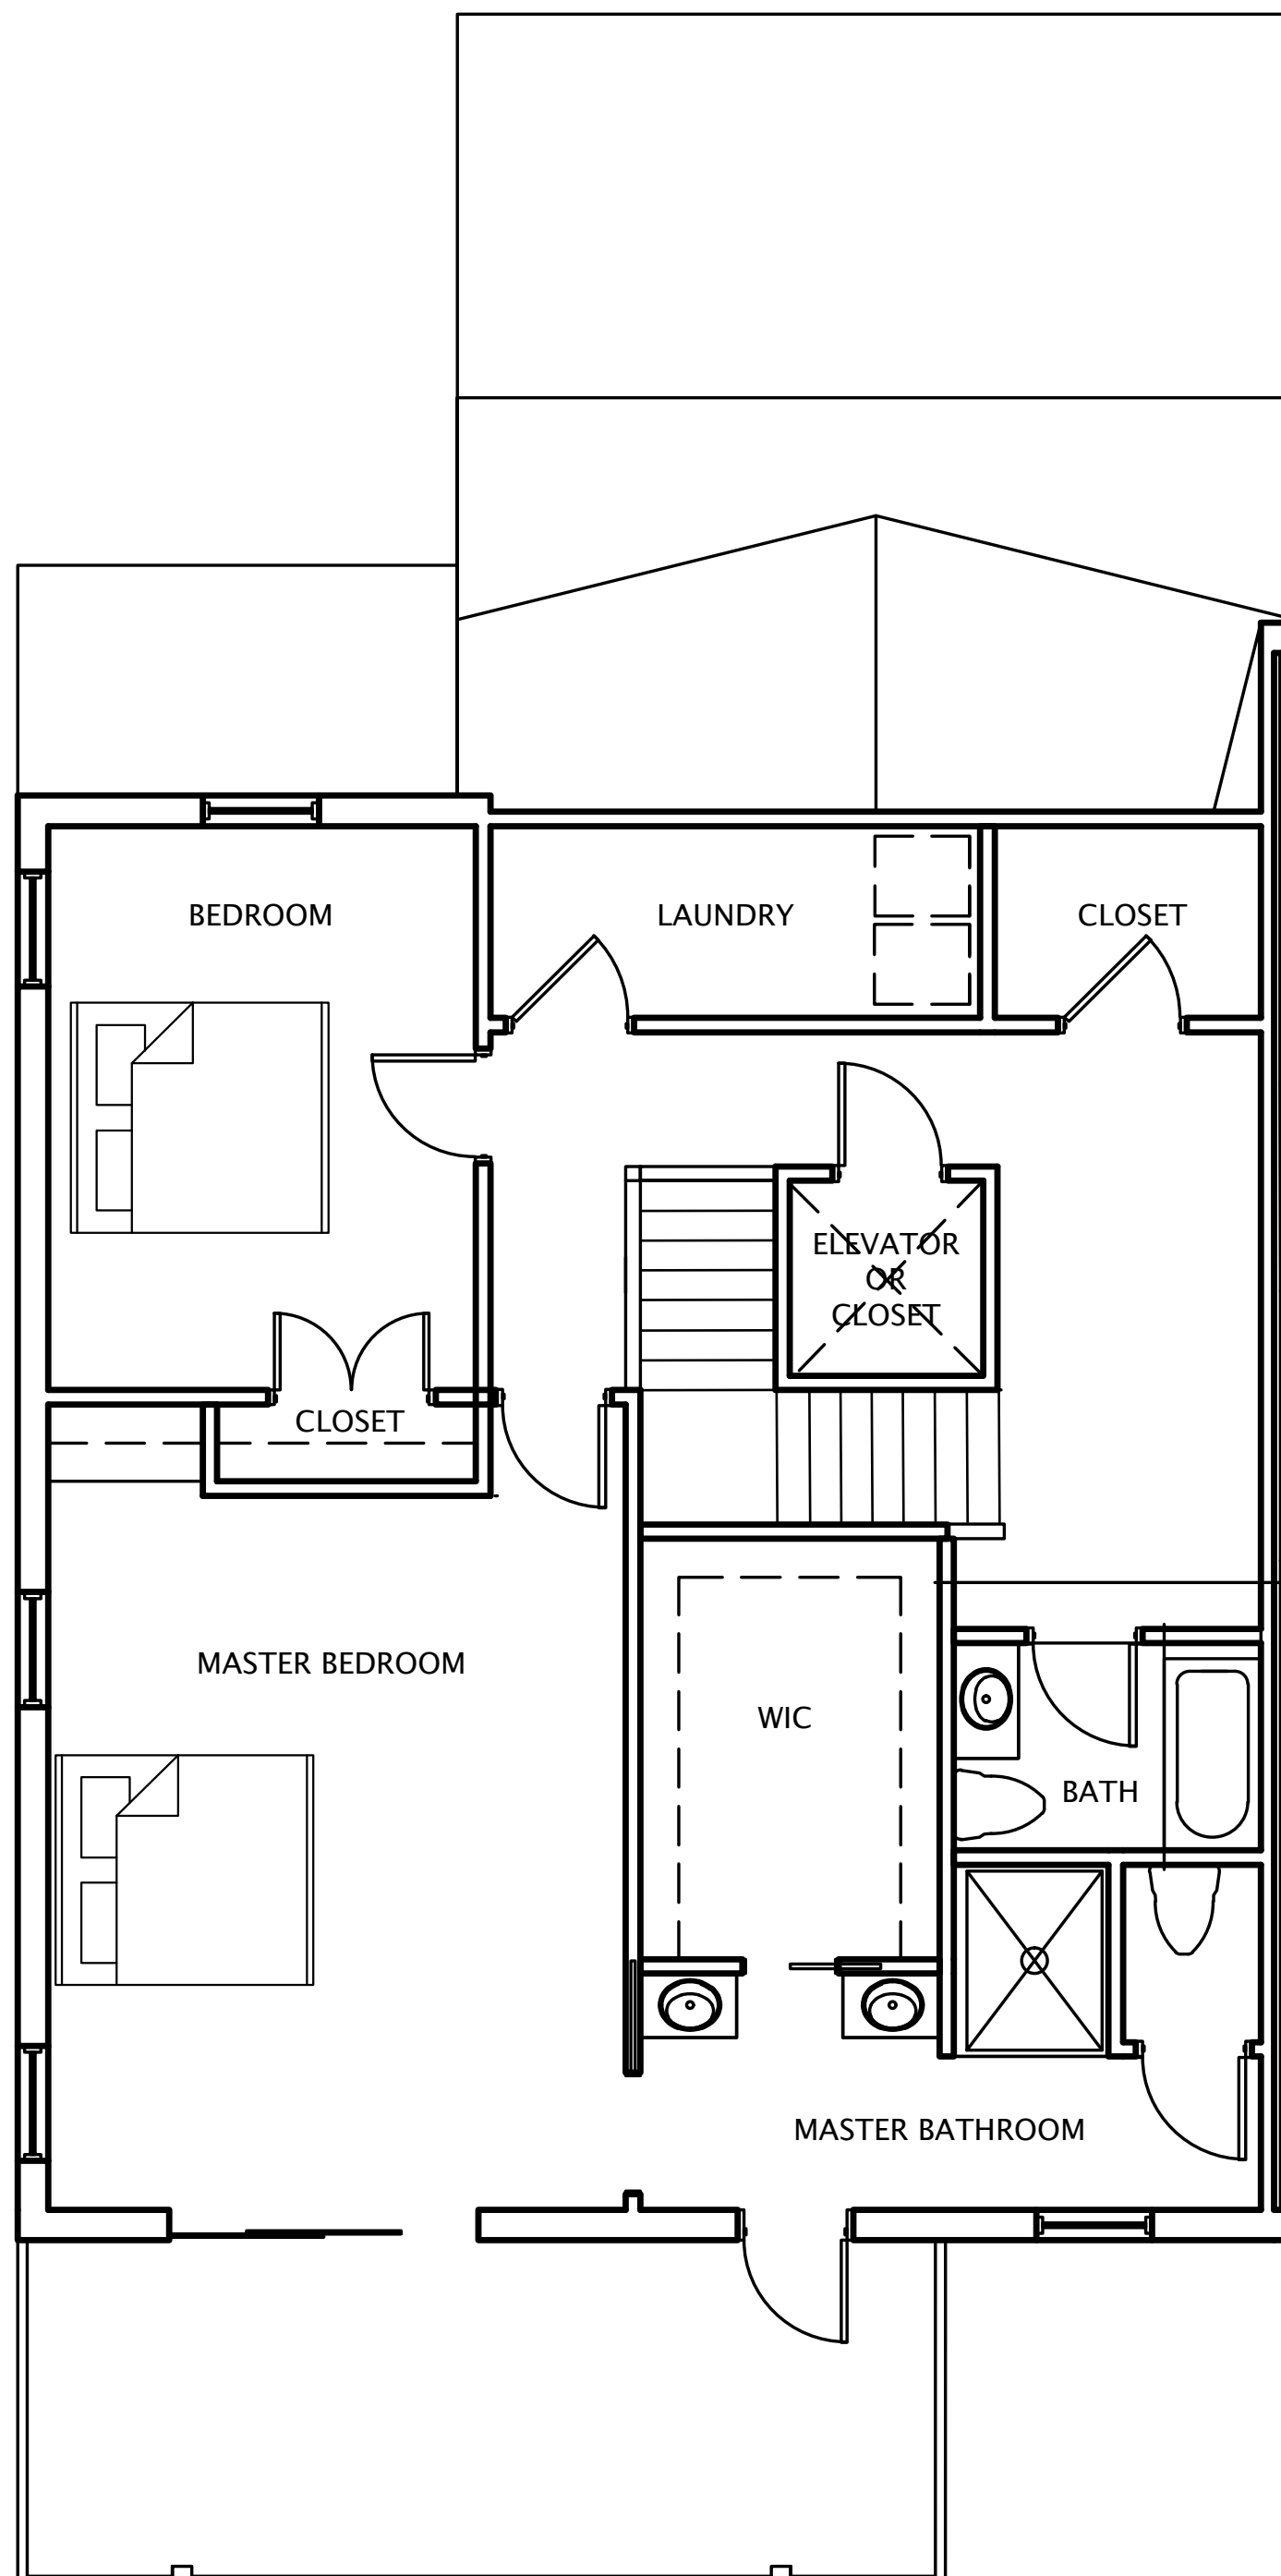 BEDROOM
LAUNDRY
CLOSET
ELEVATOR
OR
CLOSET
CLOSET
MASTER BEDROOM
WIC
BATH
MASTER BATHROOM